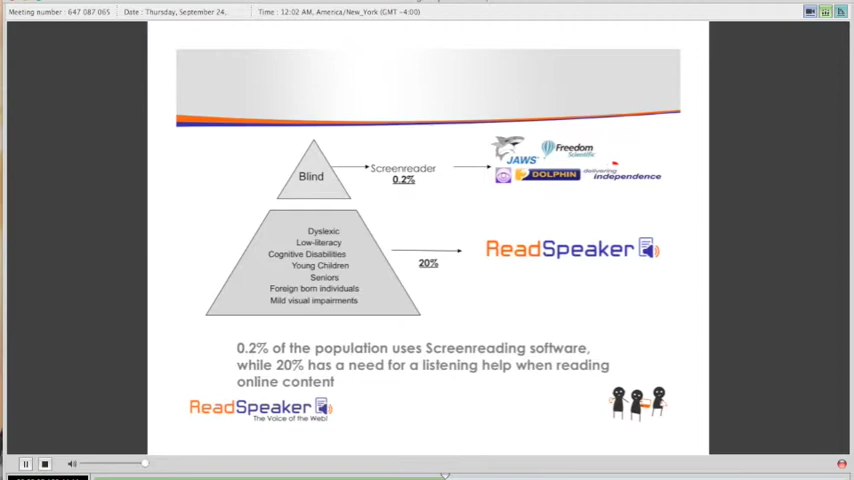 Meeting number : 647 087 065
Date : Thursday, September 24,
Time : 12:02 AM, America/New_York (GMT -4:00)
Blind
Screenreader
0.2%
JAWS
Freedom
Scientific
2 DOLPHIN
delivering
independence
Dyslexic
Low-literacy
Cognitive Disabilities
Young Children
Seniors
Foreign born individuals
Mild visual impairments
20%
ReadSpeaker
0.2% of the population uses Screenreading software,
while 20% has a need for a listening help when reading
online content
ReadSpeaker
The Voice of the Web!